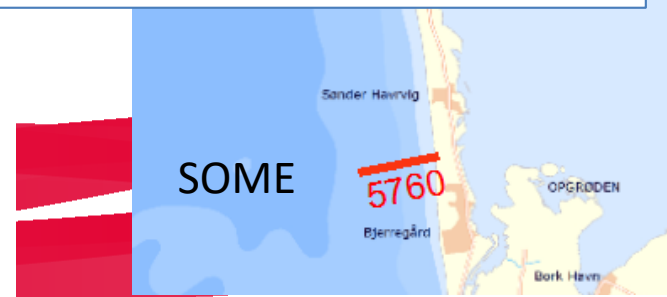 Sønder Havrvig
SOME
5760
OPGRØDEN
Bjerregård
Bork Havn